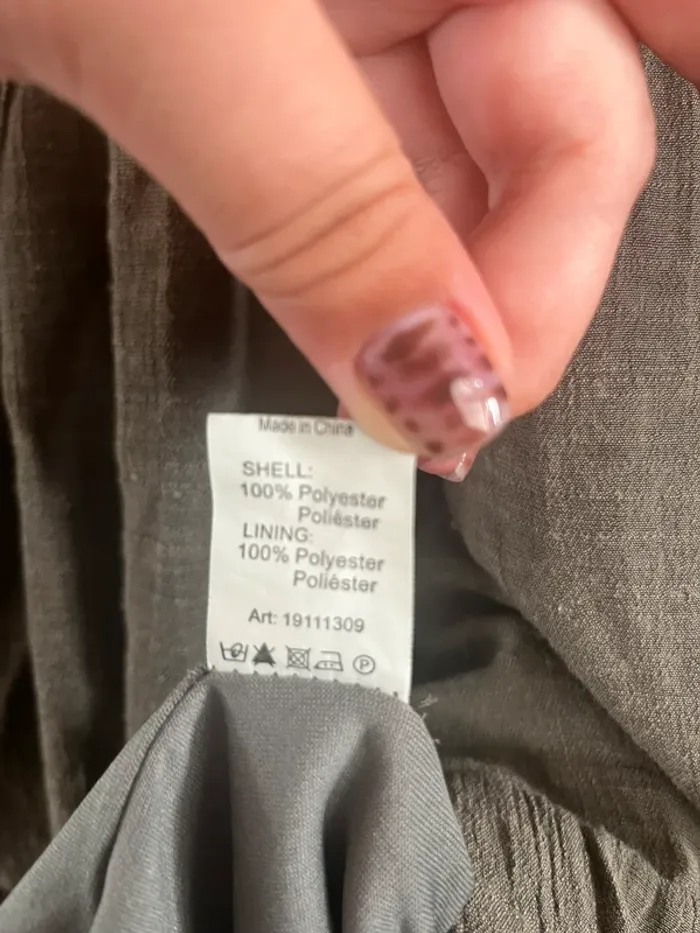 Made in China
SHELL:
100% Polyester
Poliéster
LINING:
100% Polyester
Poliéster
Art: 19111309
P